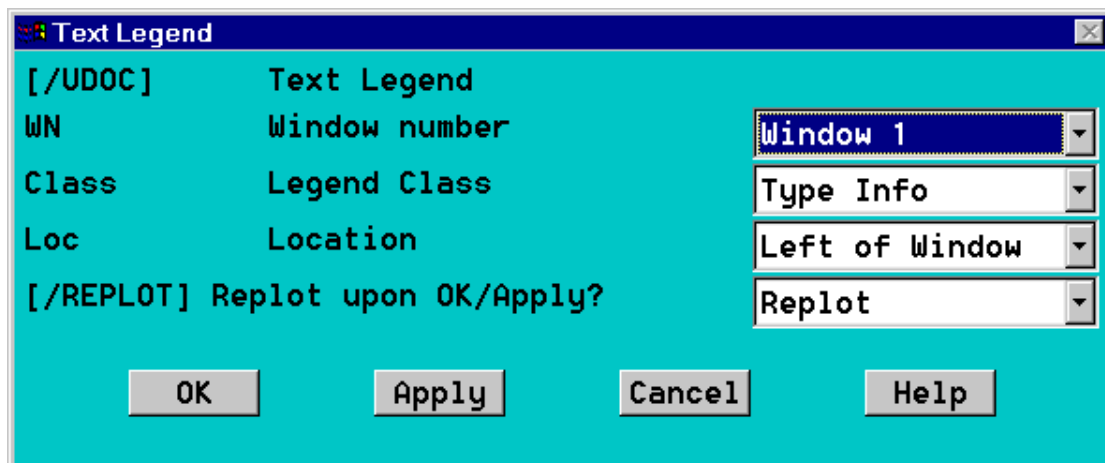 Text Legend
[/UDOC] Text Legend
WN Window number Window 1
Class Legend Class Type Info
Loc Location Left of Window
[/REPLOT] Replot upon OK/Apply? Replot
OK Apply Cancel Help